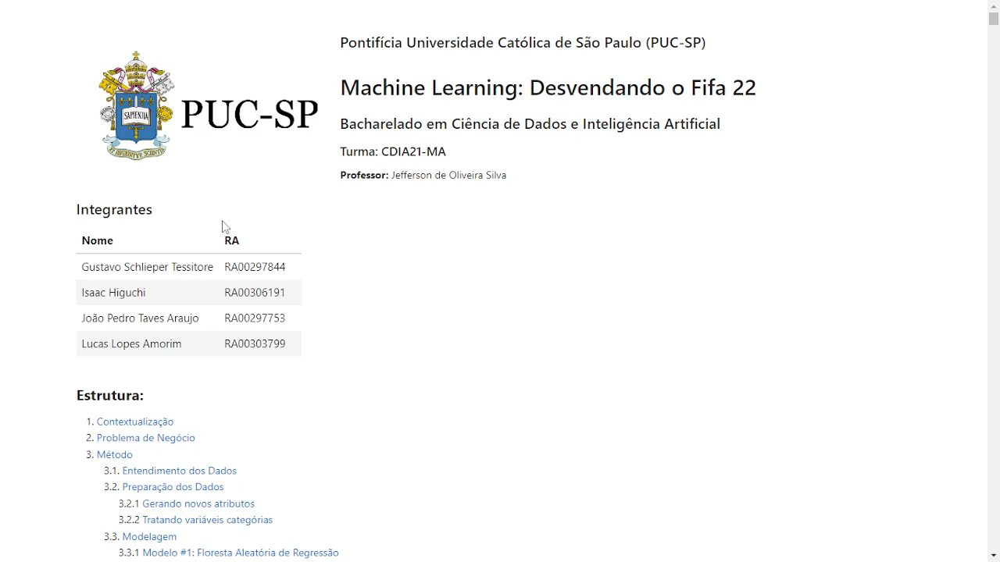 Pontifícia Universidade Católica de São Paulo (PUC-SP)
SAPIENTIA
PUC-SP
ET AUGEBITUR SCIENTIA
Machine Learning: Desvendando o Fifa 22
Bacharelado em Ciência de Dados e Inteligência Artificial
Turma: CDIA21-MA
Professor: Jefferson de Oliveira Silva
Integrantes
Nome RA
Gustavo Schlieper Tessitore RA00297844
Isaac Higuchi RA00306191
João Pedro Taves Araujo RA00297753
Lucas Lopes Amorim RA00303799
Estrutura:
1. Contextualização
2. Problema de Negócio
3. Método
3.1. Entendimento dos Dados
3.2. Preparação dos Dados
3.2.1 Gerando novos atributos
3.2.2 Tratando variáveis categórias
3.3. Modelagem
3.3.1 Modelo #1: Floresta Aleatória de Regressão